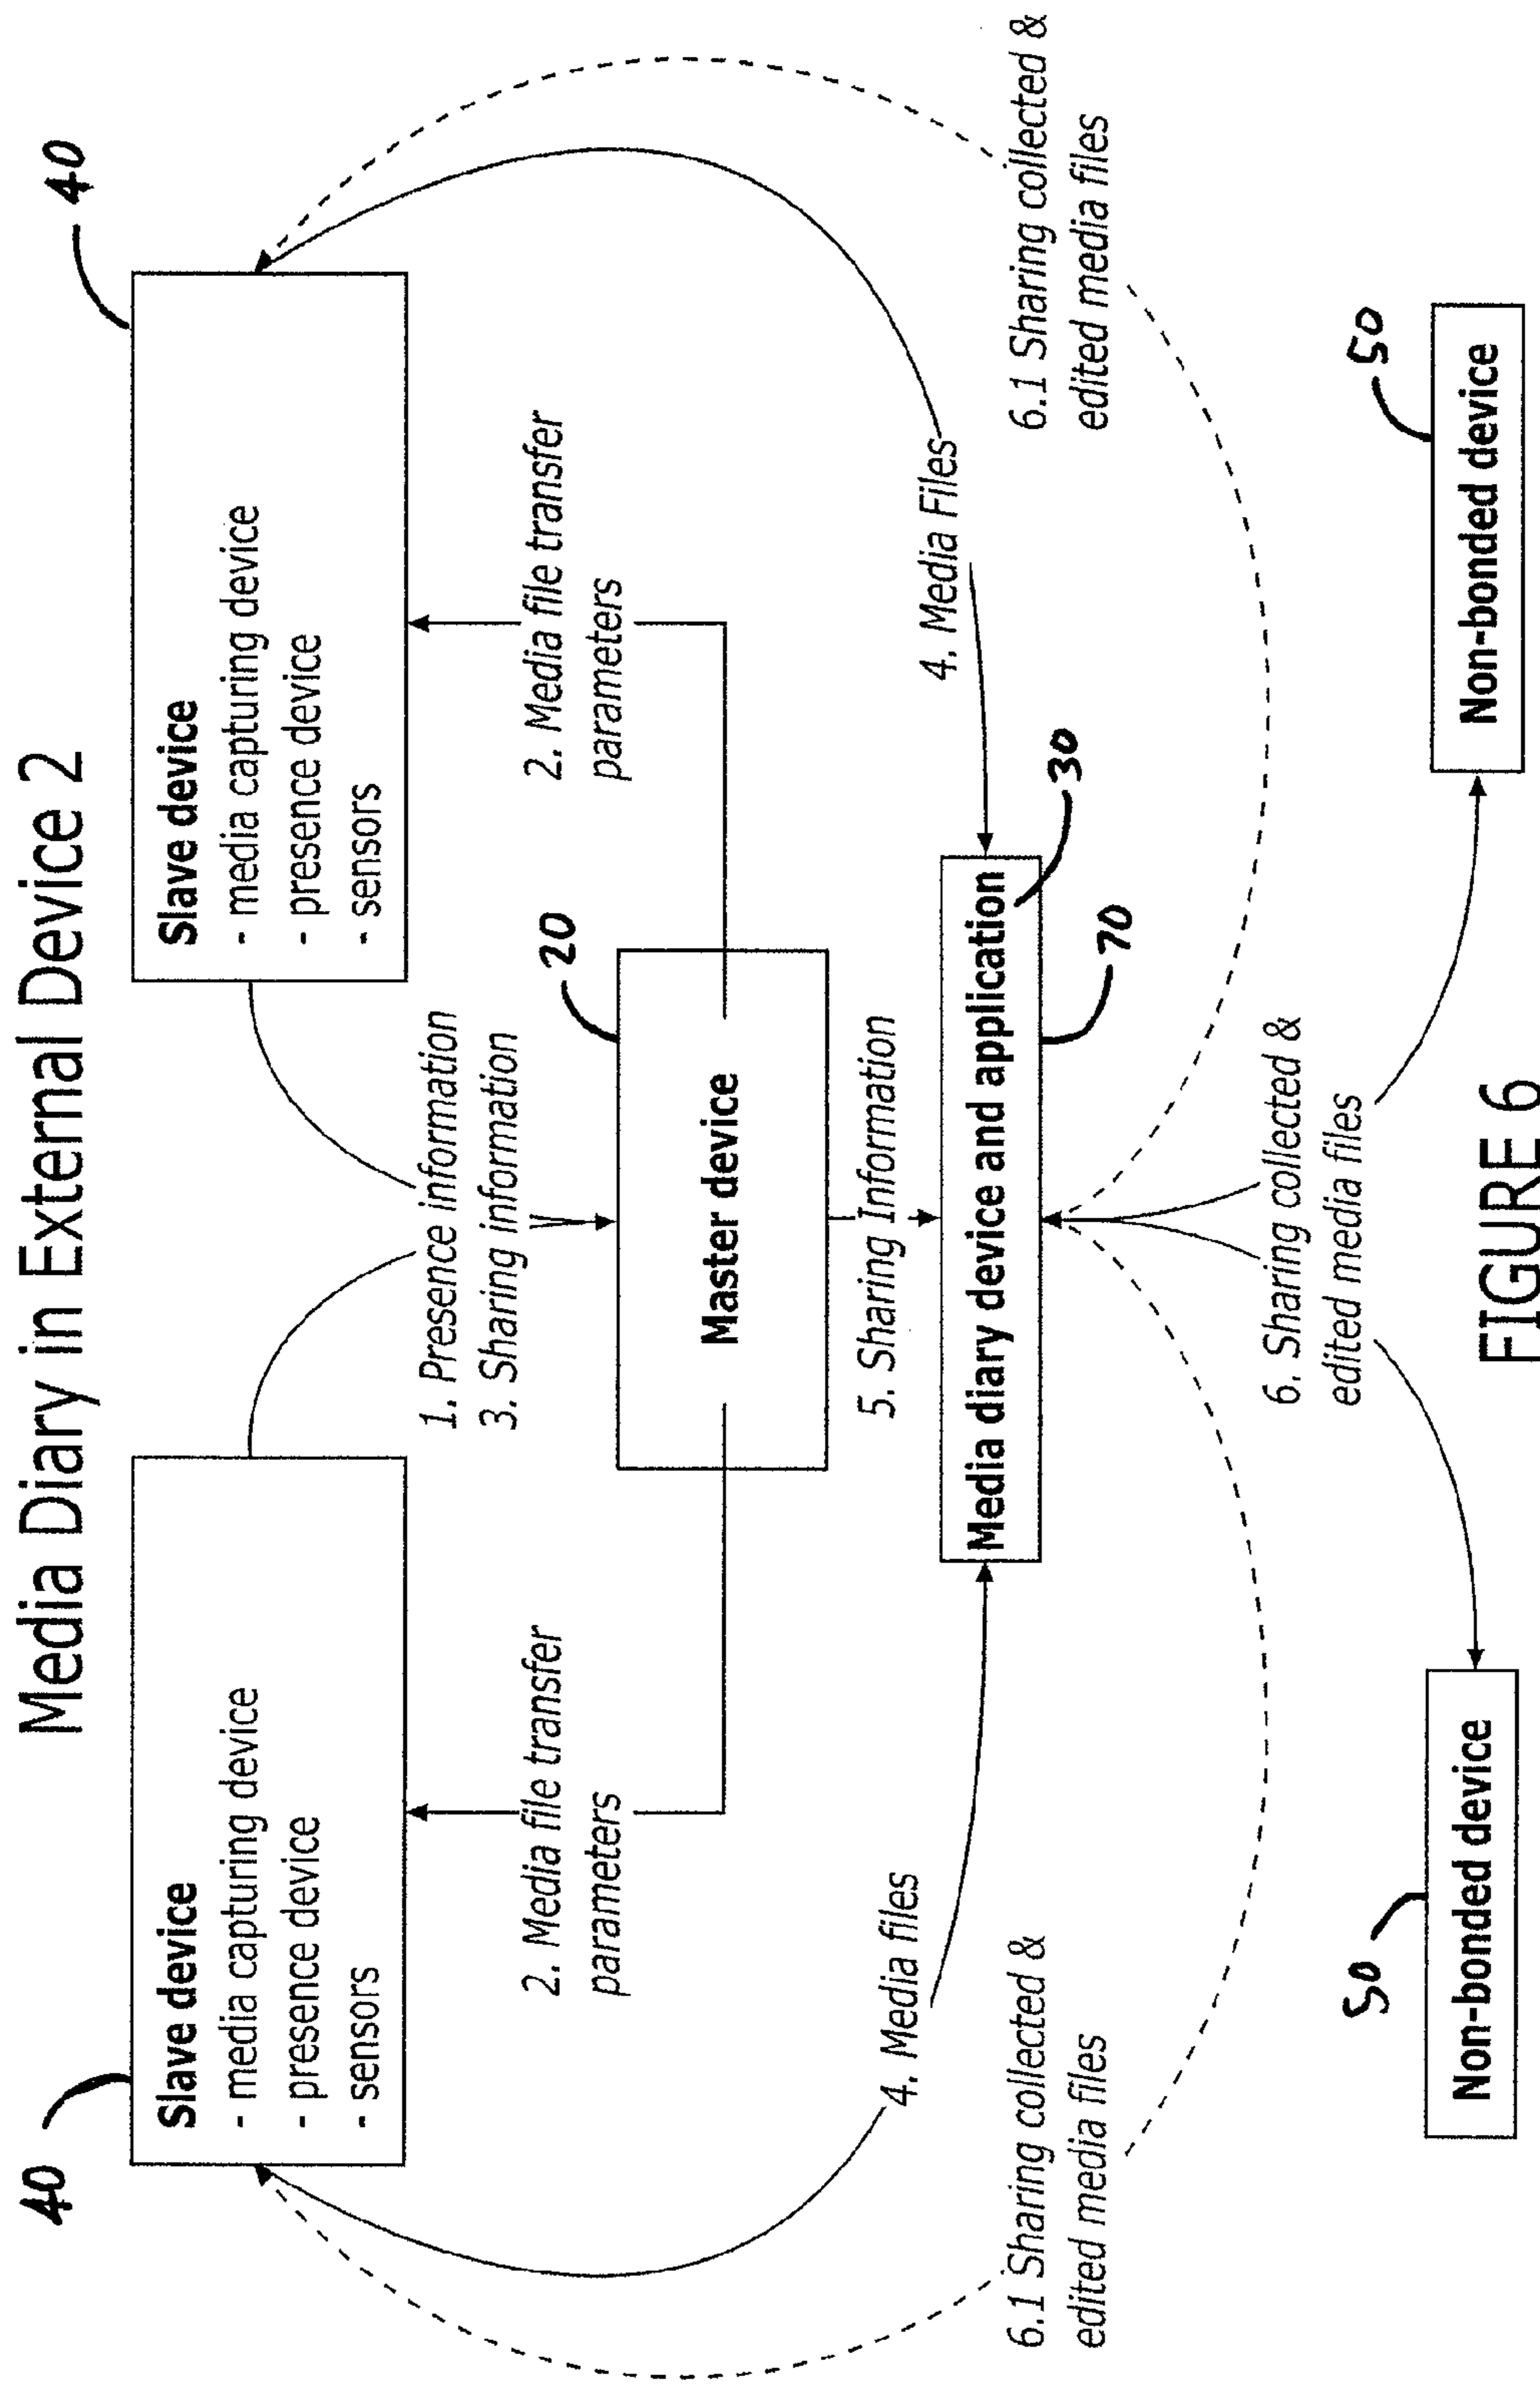 Media Diary in External Device 2
40
Slave device
- media capturing device
- presence device
- sensors
40
Slave device
- media capturing device
- presence device
- sensors
1. Presence information
3. Sharing information
2. Media file transfer
parameters
2. Media file transfer
parameters
20
Master device
4. Media files
5. Sharing Information
4. Media Files
30
Media diary device and application
70
6.1 Sharing collected &
edited media files
6.1 Sharing collected &
edited media files
6. Sharing collected &
edited media files
50
Non-bonded device
50
Non-bonded device
FIGURE 6